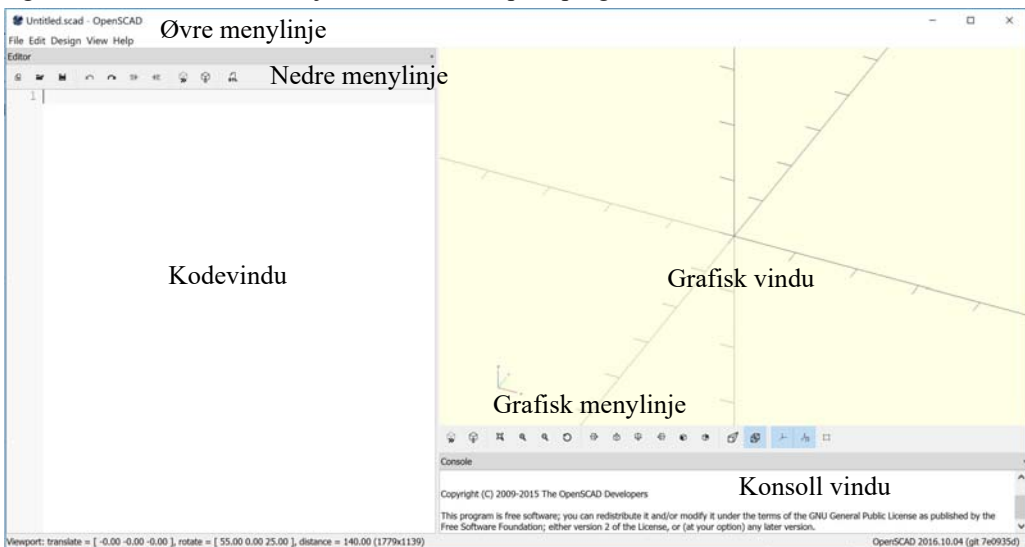 Untitled.scad - OpenSCAD
Øvre menylinje
File Edit Design View Help
Editor
Nedre menylinje
1
Kodevindu
Grafisk vindu
Grafisk menylinje
Console
Konsoll vindu
Copyright (C) 2009-2015 The OpenSCAD Developers
This program is free software; you can redistribute it and/or modify it under the terms of the GNU General Public License as published by the
Free Software Foundation; either version 2 of the License, or (at your option) any later version.
Viewport: translate = [ -0.00 -0.00 -0.00 ], rotate = [ 55.00 0.00 25.00 ], distance = 140.00 (1779x1139)
OpenSCAD 2016.10.04 (git 7e0935d)